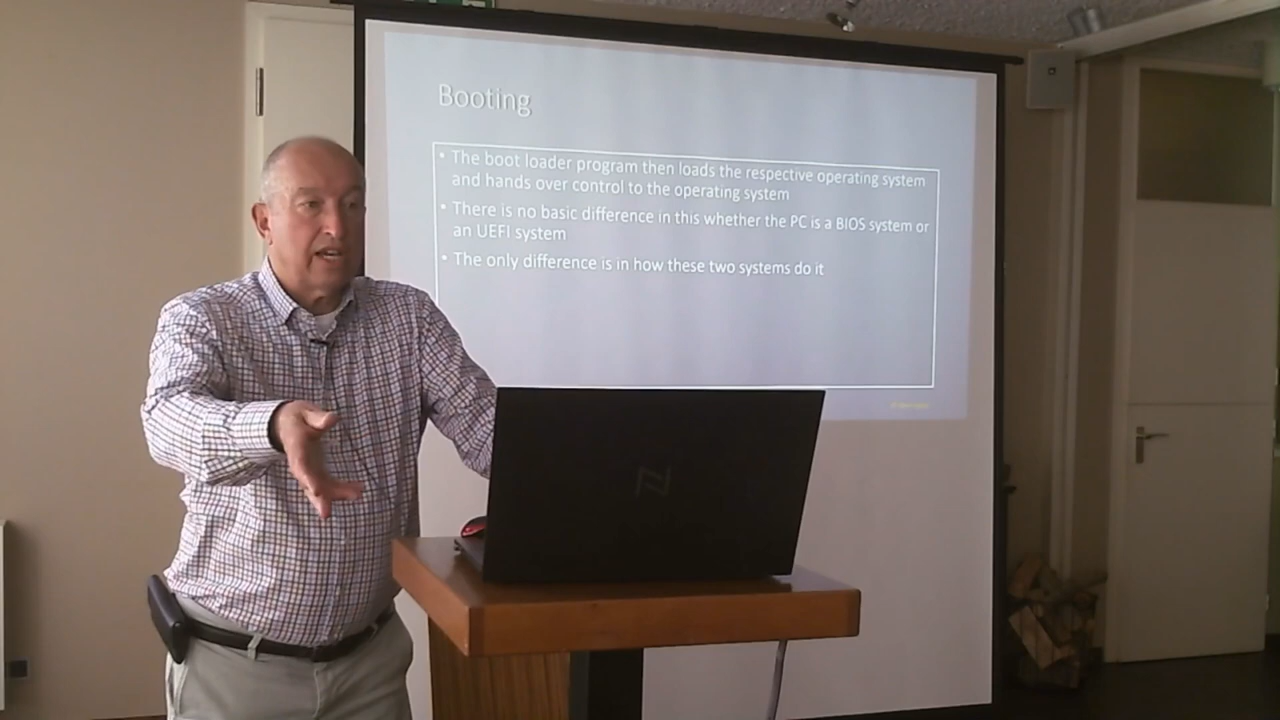 Booting
• The boot loader program then loads the respective operating system
and hands over control to the operating system
• There is no basic difference in this whether the PC is a BIOS system or
an UEFI system
• The only difference is in how these two systems do it